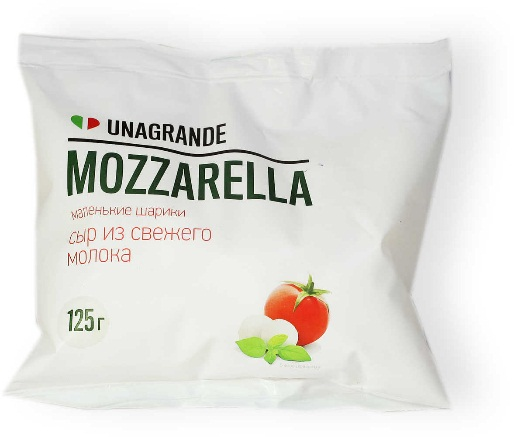 UNAGRANDE
MOZZARELLA
маленькие шарики
сыр из свежего
молока
125 г